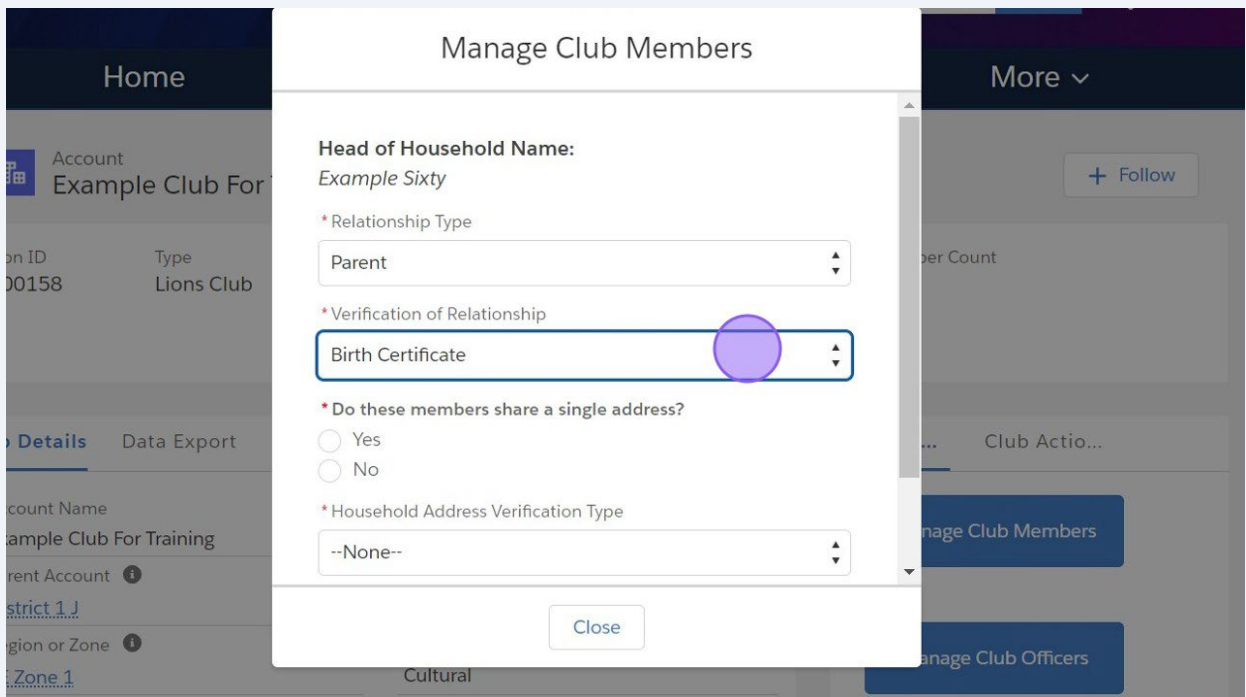 Manage Club Members
Home
More
Head of Household Name:
Example Sixty
Account
Example Club For
+ Follow
* Relationship Type
Parent
on ID
Type
00158
Lions Club
per Count
* Verification of Relationship
Birth Certificate
* Do these members share a single address?
Yes
No
Details
Data Export
...
Club Actio...
* Household Address Verification Type
--None--
ccount Name
ample Club For Training
nage Club Members
rent Account
strict 1 J
Close
gion or Zone
Zone 1
Cultural
anage Club Officers